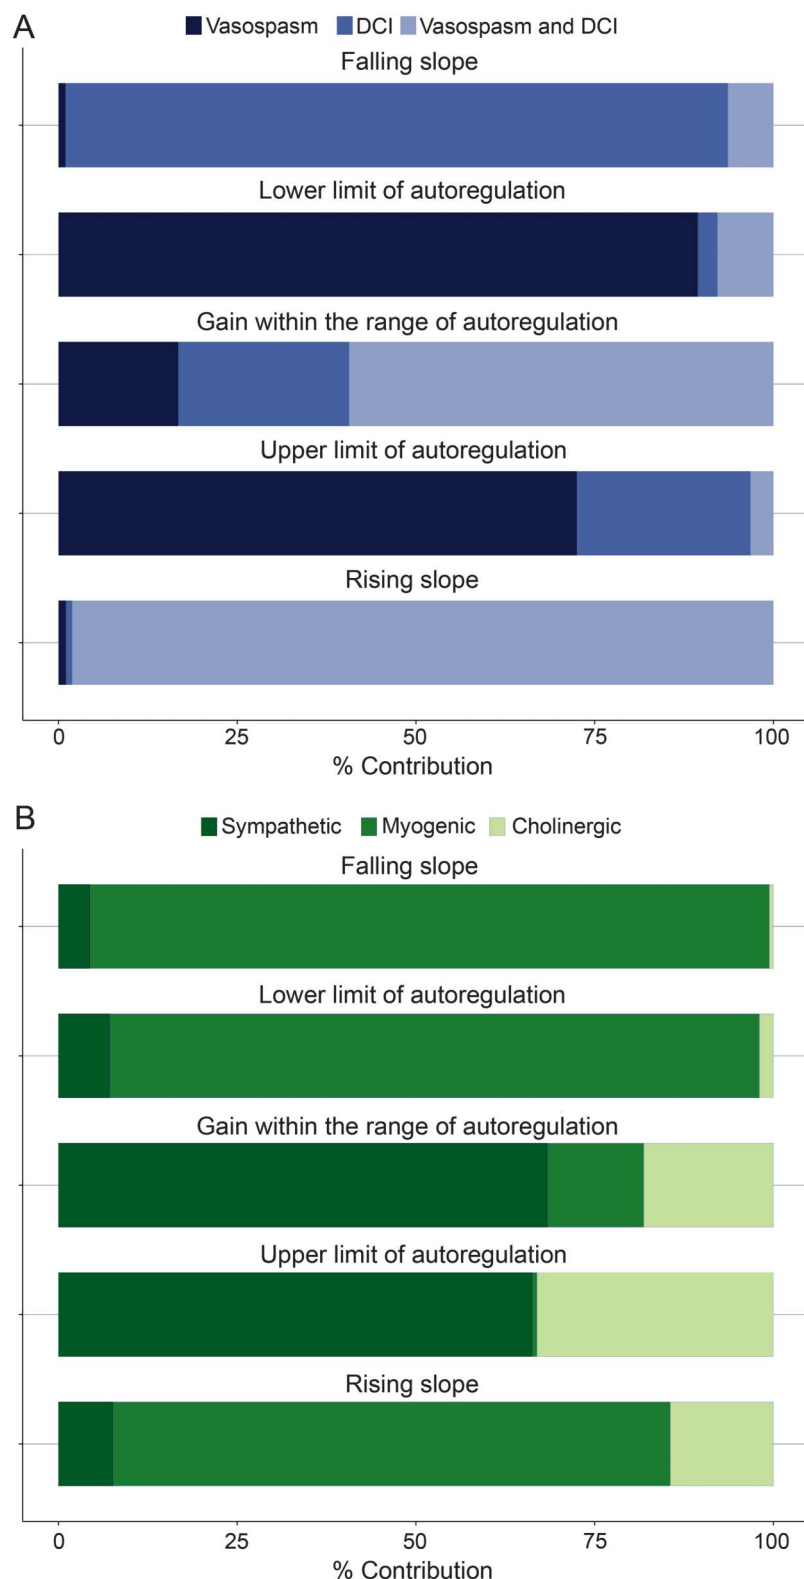 A
Vasospasm DCI Vasospasm and DCI
Falling slope
Lower limit of autoregulation
Gain within the range of autoregulation
Upper limit of autoregulation
Rising slope
0 25 50 75 100
% Contribution
B
Sympathetic Myogenic Cholinergic
Falling slope
Lower limit of autoregulation
Gain within the range of autoregulation
Upper limit of autoregulation
Rising slope
0 25 50 75 100
% Contribution